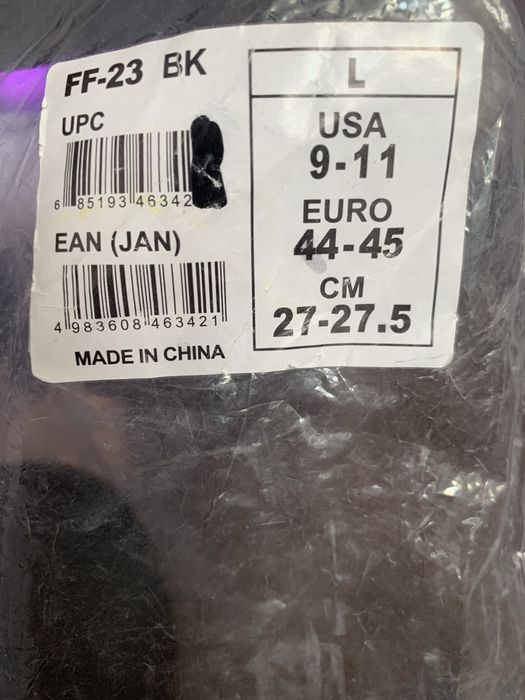 FF-23 BK
UPC
6 85193 46342
EAN (JAN)
4 983608 463421
MADE IN CHINA
L
USA
9-11
EURO
44-45
CM
27-27.5